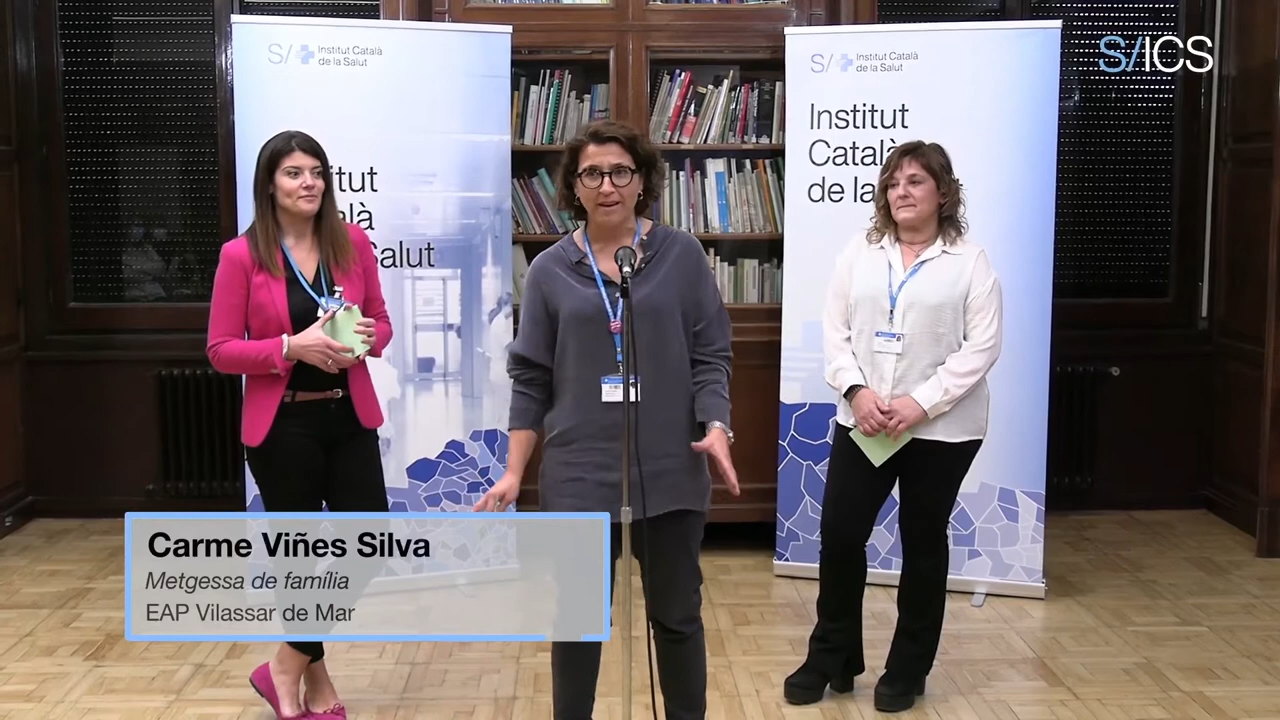 S/ Institut Català
de la Salut
itut
alà
Salut
S/ Institut Català
de la Salut
Institut
Català
de la
S/ICS
Carme Viñes Silva
Metgessa de família
EAP Vilassar de Mar